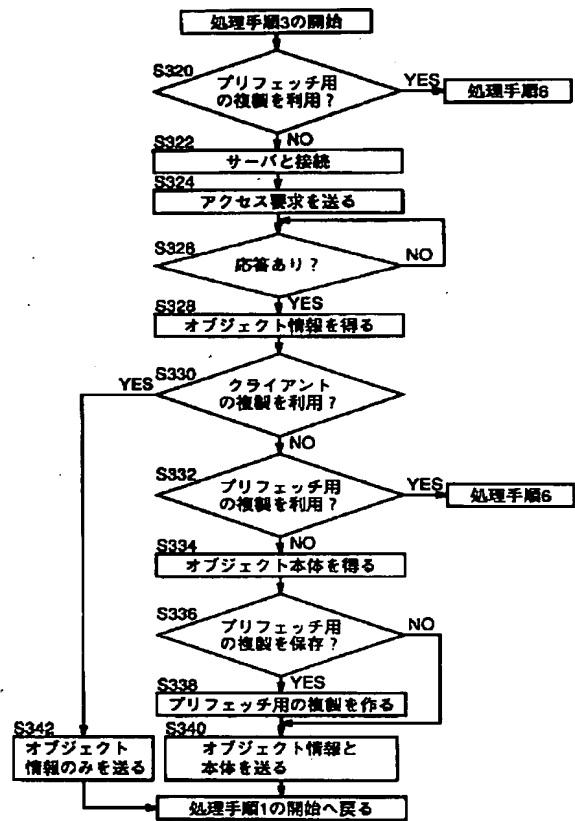 処理手順3の開始
S320
プリフェッチ用
の複製を利用？
YES
処理手順6
NO
S322
サーバと接続
S324
アクセス要求を送る
S326
応答あり？
NO
YES
S328
オブジェクト情報を得る
S330
YES
クライアント
の複製を利用？
NO
S332
プリフェッチ用
の複製を利用？
YES
処理手順6
NO
S334
オブジェクト本体を得る
S336
プリフェッチ用
の複製を保存？
NO
YES
S338
プリフェッチ用の複製を作る
S342
オブジェクト
情報のみを送る
S340
オブジェクト情報と
本体を送る
処理手順1の開始へ戻る